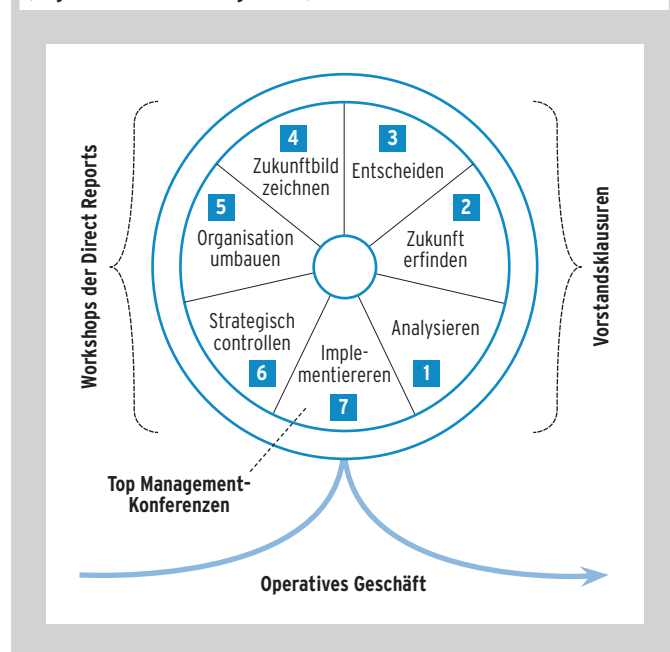 4
Zukunftbild
zeichnen
3
Entscheiden
5
Organisation
umbauen
2
Zukunft
erfinden
Strategisch
controllen
6
Imple-
mentiereren
7
Analysieren
1
Workshops der Direct Reports
Vorstandsklausuren
Top Management-
Konferenzen
Operatives Geschäft